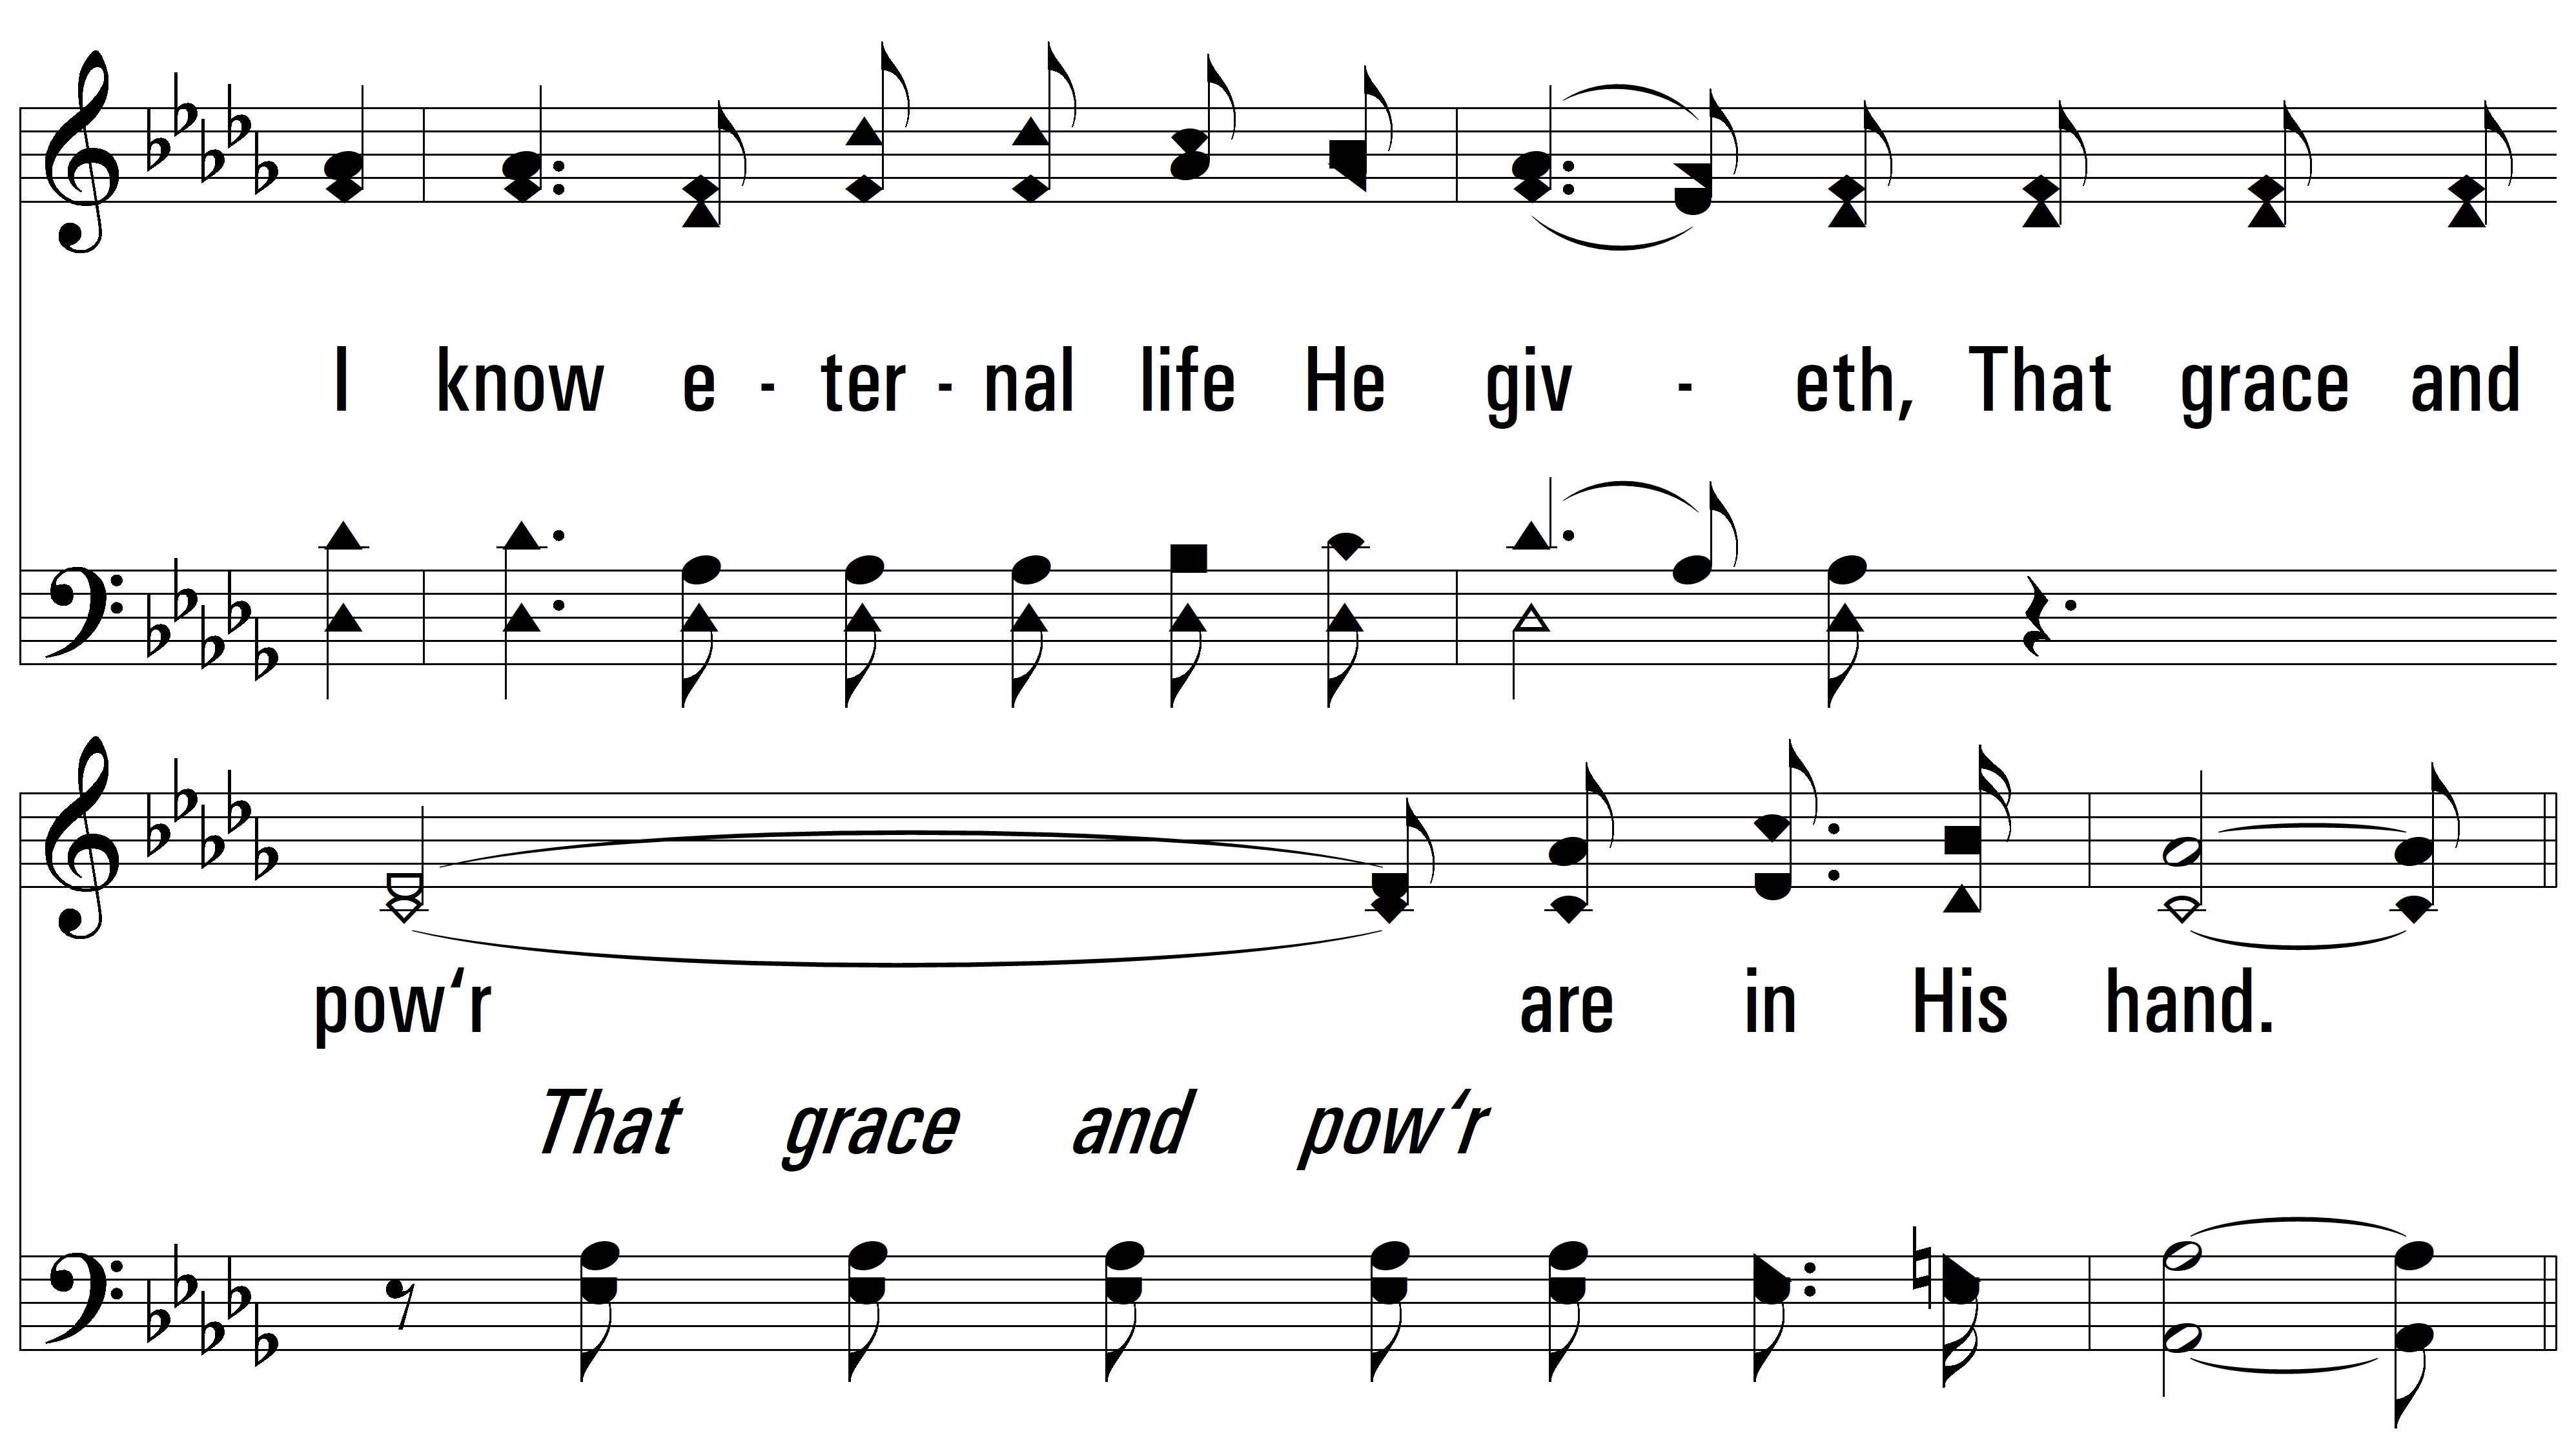 I know e - ter - nal life He giv - eth, That grace and
pow‘r are in His hand.
That grace and pow‘r